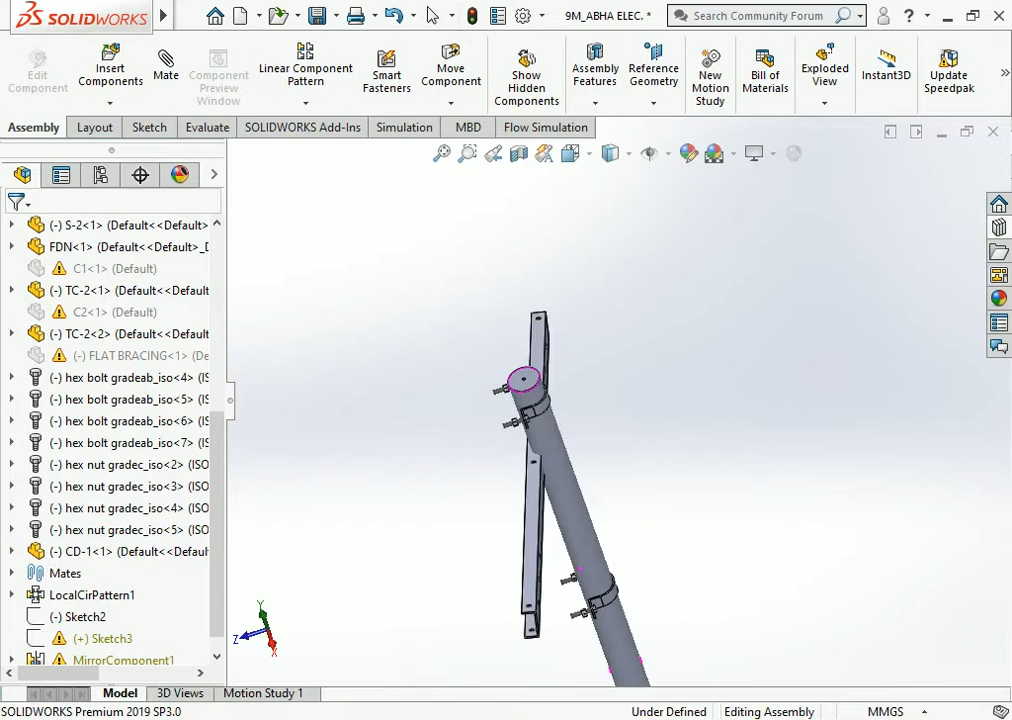 SOLIDWORKS
9M_ABHA ELEC. *
Search Community Forum
?
Edit Component
Insert Components
Mate
Component Preview Window
Linear Component Pattern
Smart Fasteners
Move Component
Show Hidden Components
Assembly Features
Reference Geometry
New Motion Study
Bill of Materials
Exploded View
Instant3D
Update Speedpak
Assembly
Layout
Sketch
Evaluate
SOLIDWORKS Add-Ins
Simulation
MBD
Flow Simulation
(-) S-2<1> (Default<<Default>
FDN<1> (Default<<Default>_D
C1<1> (Default)
(-) TC-2<1> (Default<<Default
C2<1> (Default)
(-) TC-2<2> (Default<<Default
(-) FLAT BRACING<1> (De
(-) hex bolt gradeab_iso<4> (IS
(-) hex bolt gradeab_iso<5> (IS
(-) hex bolt gradeab_iso<6> (IS
(-) hex bolt gradeab_iso<7> (IS
(-) hex nut gradec_iso<2> (ISO
(-) hex nut gradec_iso<3> (ISO
(-) hex nut gradec_iso<4> (ISO
(-) hex nut gradec_iso<5> (ISO
(-) CD-1<1> (Default<<Defaul
Mates
LocalCirPattern1
(-) Sketch2
(+) Sketch3
MirrorComponent1
Y
Z
X
Model
3D Views
Motion Study 1
SOLIDWORKS Premium 2019 SP3.0
Under Defined
Editing Assembly
MMGS